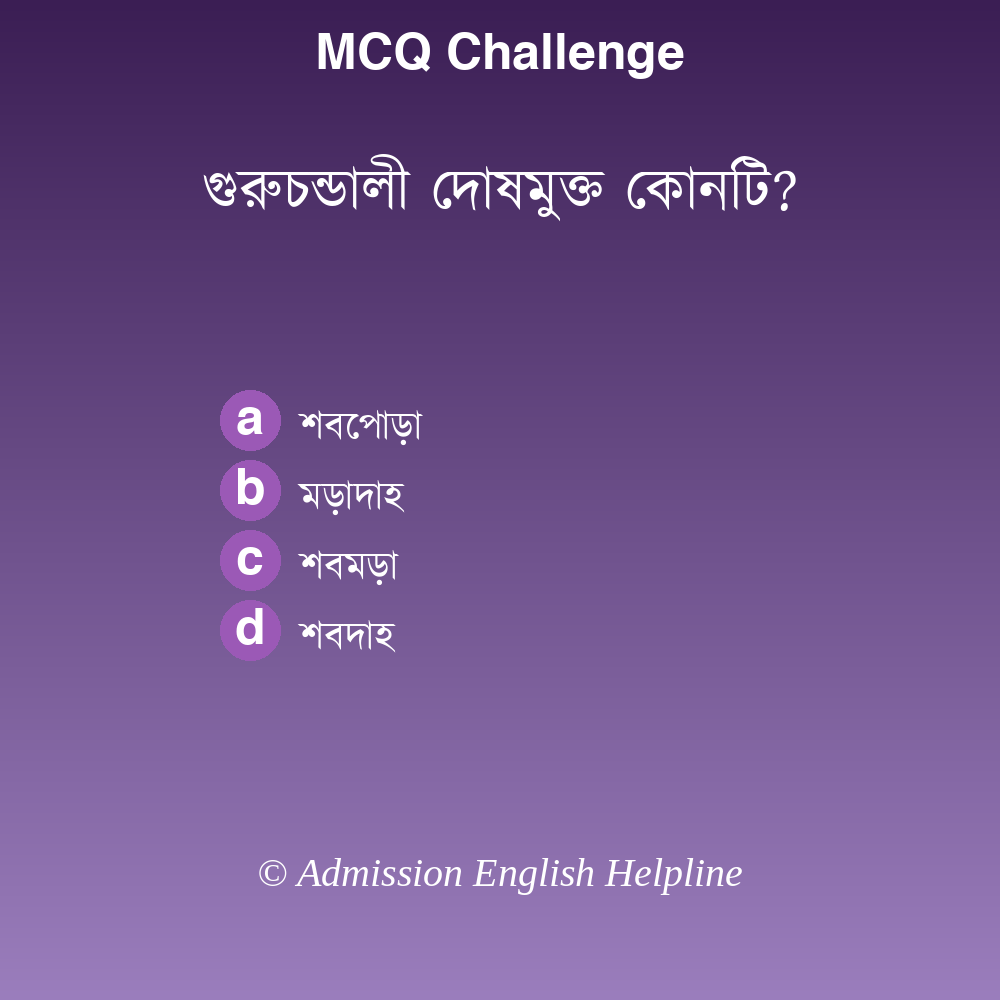 MCQ Challenge
গুরুচন্ডালী দোষমুক্ত কোনটি?
a শবপোড়া
b মড়াদাহ
c শবমড়া
d শবদাহ
© Admission English Helpline